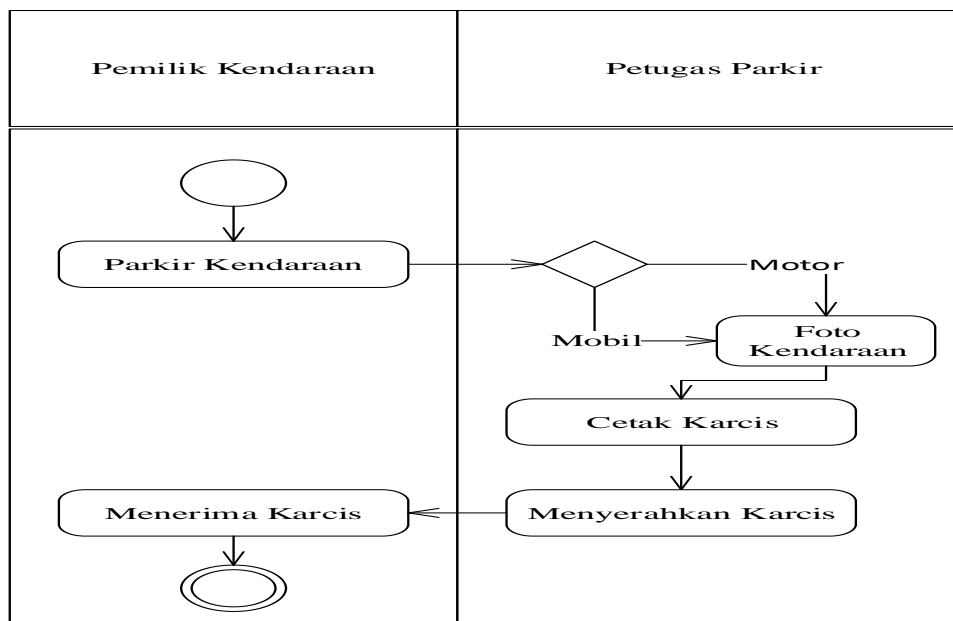 Pemilik Kendaraan
Petugas Parkir
Parkir Kendaraan
Motor
Mobil
Foto
Kendaraan
Cetak Karcis
Menerima Karcis
Menyerahkan Karcis